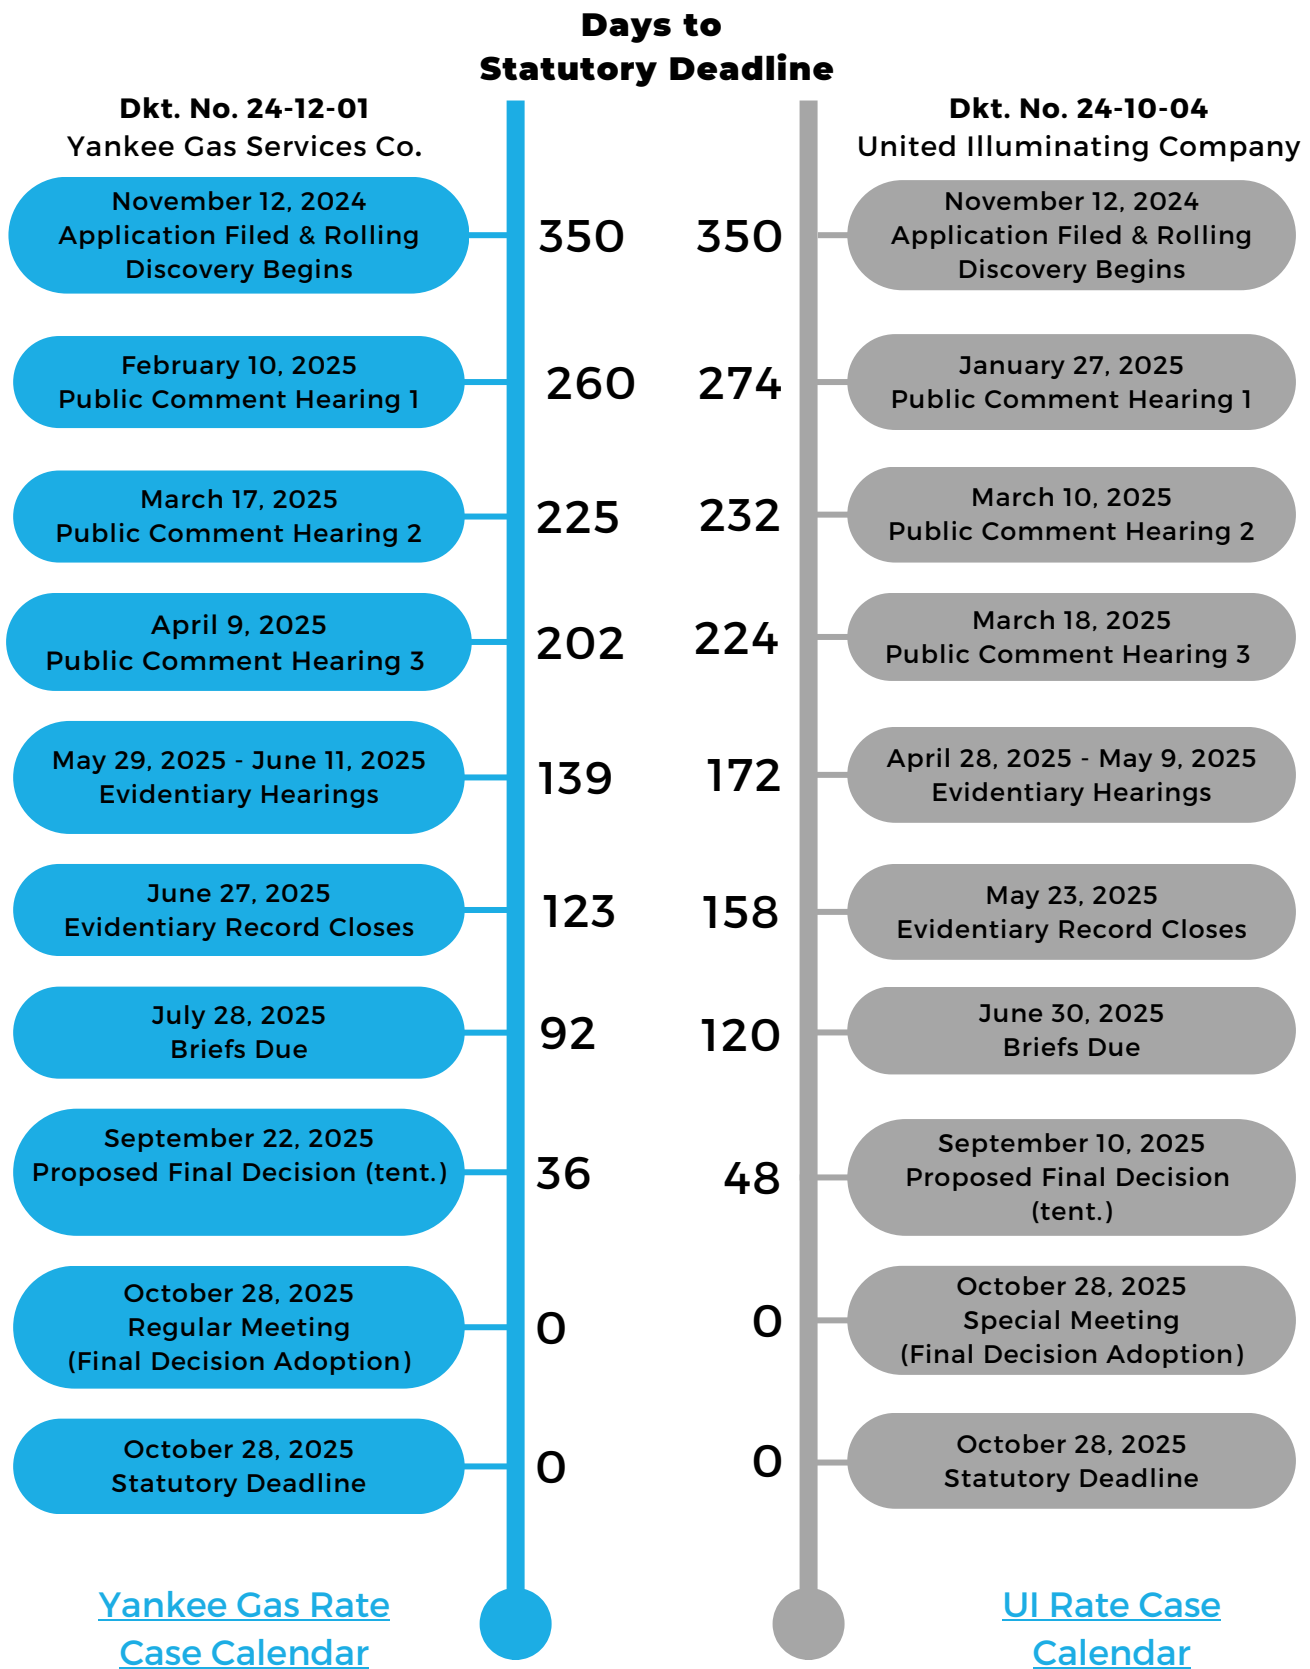 Days to
Statutory Deadline
Dkt. No. 24-12-01
Yankee Gas Services Co.
Dkt. No. 24-10-04
United Illuminating Company
November 12, 2024
Application Filed & Rolling
Discovery Begins
350
350
November 12, 2024
Application Filed & Rolling
Discovery Begins
February 10, 2025
Public Comment Hearing 1
260
274
January 27, 2025
Public Comment Hearing 1
March 17, 2025
Public Comment Hearing 2
225
232
March 10, 2025
Public Comment Hearing 2
April 9, 2025
Public Comment Hearing 3
202
224
March 18, 2025
Public Comment Hearing 3
May 29, 2025 - June 11, 2025
Evidentiary Hearings
139
172
April 28, 2025 - May 9, 2025
Evidentiary Hearings
June 27, 2025
Evidentiary Record Closes
123
158
May 23, 2025
Evidentiary Record Closes
July 28, 2025
Briefs Due
92
120
June 30, 2025
Briefs Due
September 22, 2025
Proposed Final Decision (tent.)
36
48
September 10, 2025
Proposed Final Decision
(tent.)
October 28, 2025
Regular Meeting
(Final Decision Adoption)
0
0
October 28, 2025
Special Meeting
(Final Decision Adoption)
October 28, 2025
Statutory Deadline
0
0
October 28, 2025
Statutory Deadline
Yankee Gas Rate
Case Calendar
UI Rate Case
Calendar